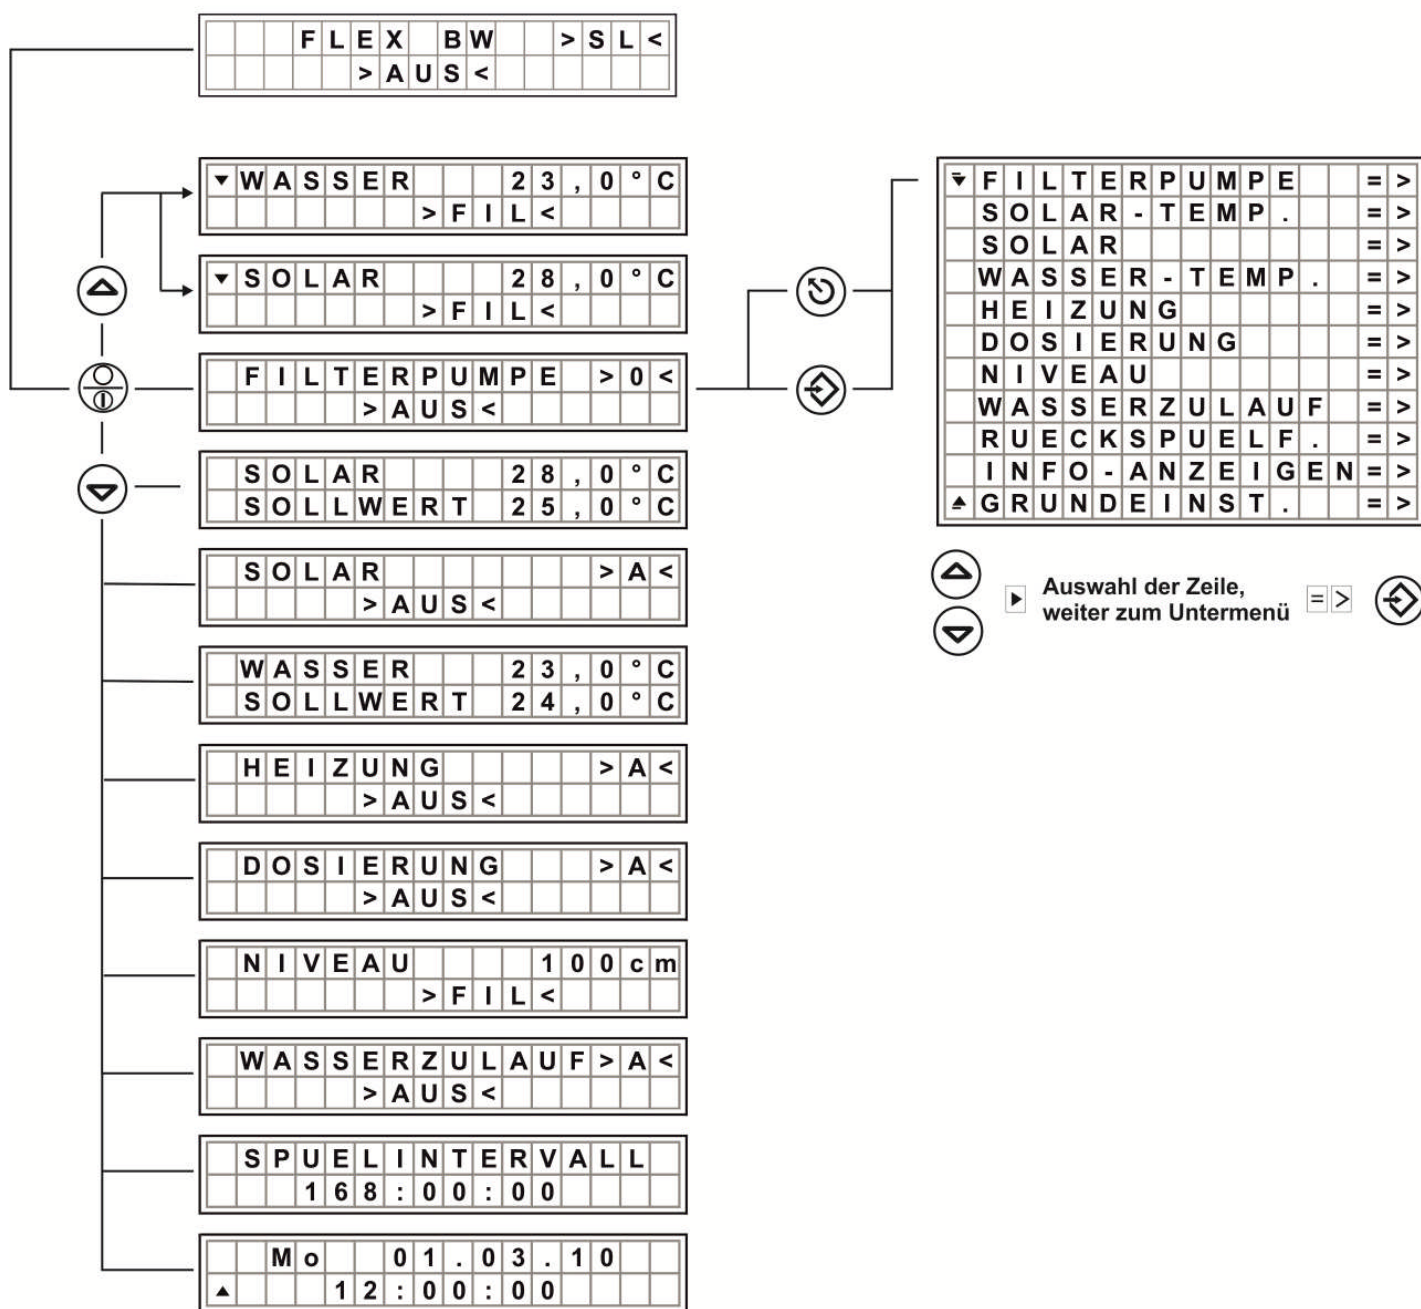 FLEX BW >SL<
>AUS<
▼WASSER 23,0°C
>FIL<
▼SOLAR 28,0°C
>FIL<
FILTERPUMPE >0<
>AUS<
SOLAR 28,0°C
SOLLWERT 25,0°C
SOLAR >A<
>AUS<
WASSER 23,0°C
SOLLWERT 24,0°C
HEIZUNG >A<
>AUS<
DOSIERUNG >A<
>AUS<
NIVEAU 100cm
>FIL<
WASSERZULAUF>A<
>AUS<
SPUELINTERVALL
168:00:00
Mo 01.03.10
▲ 12:00:00
FILTERPUMPE =>
SOLAR-TEMP. =>
SOLAR =>
WASSER-TEMP. =>
HEIZUNG =>
DOSIERUNG =>
NIVEAU =>
WASSERZULAUF =>
RUECKSPUELF. =>
INFO-ANZEIGEN=>
GRUNDEINST. =>
▶ Auswahl der Zeile,
weiter zum Untermenü =>